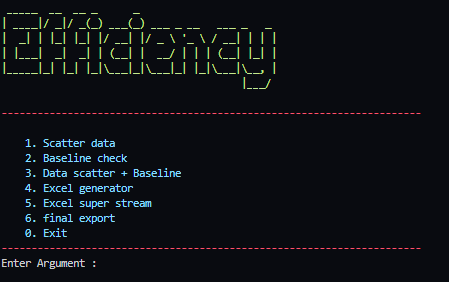 Efficiency
1. Scatter data
2. Baseline check
3. Data scatter + Baseline
4. Excel generator
5. Excel super stream
6. final export
0. Exit
Enter Argument :